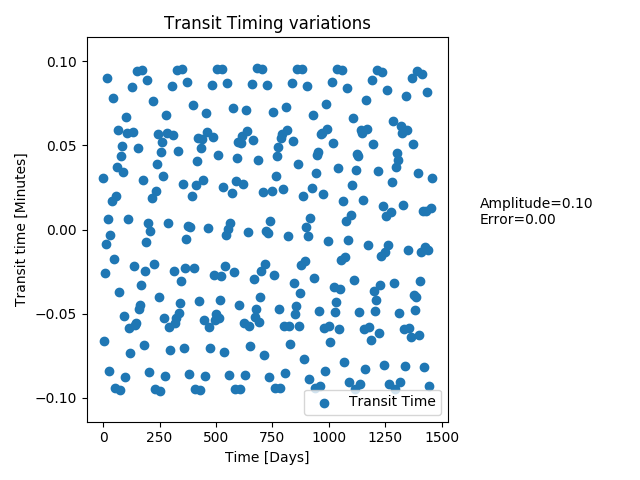 Transit Timing variations
Transit time [Minutes]
0.10
0.05
0.00
−0.05
−0.10
Amplitude=0.10
Error=0.00
Transit Time
0 250 500 750 1000 1250 1500
Time [Days]